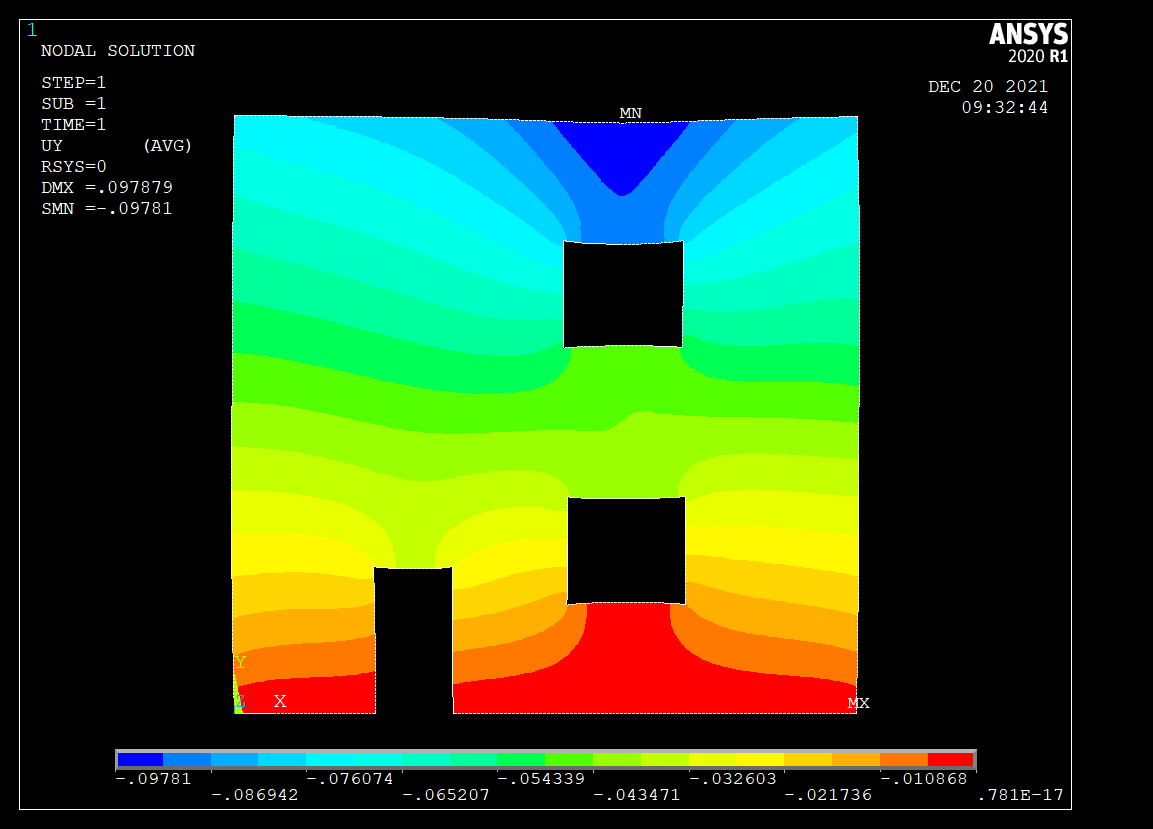 1
NODAL SOLUTION
STEP=1
SUB =1
TIME=1
UY (AVG)
RSYS=0
DMX =.097879
SMN =-.09781
ANSYS
2020 R1
DEC 20 2021
09:32:44
MN
Y
Z X
MX
-.09781 -.076074 -.054339 -.032603 -.010868
-.086942 -.065207 -.043471 -.021736 .781E-17